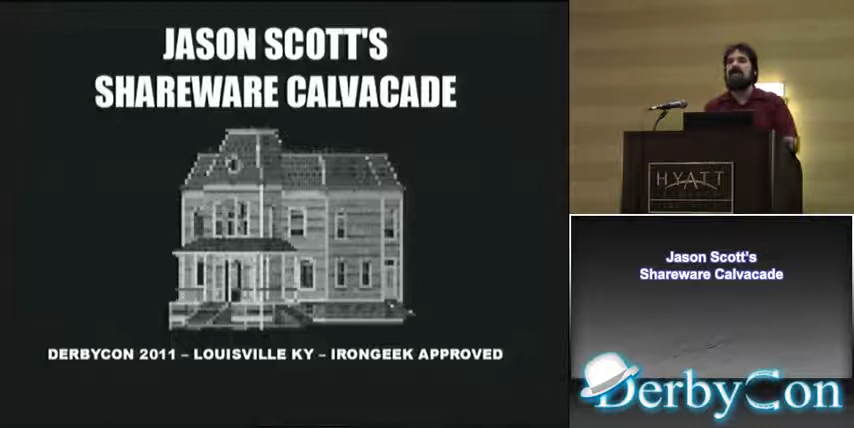 JASON SCOTT'S
SHAREWARE CALVACADE
DERBYCON 2011 – LOUISVILLE KY – IRONGEEK APPROVED
HYATT
Jason Scott's
Shareware Calvacade
DerbyCon